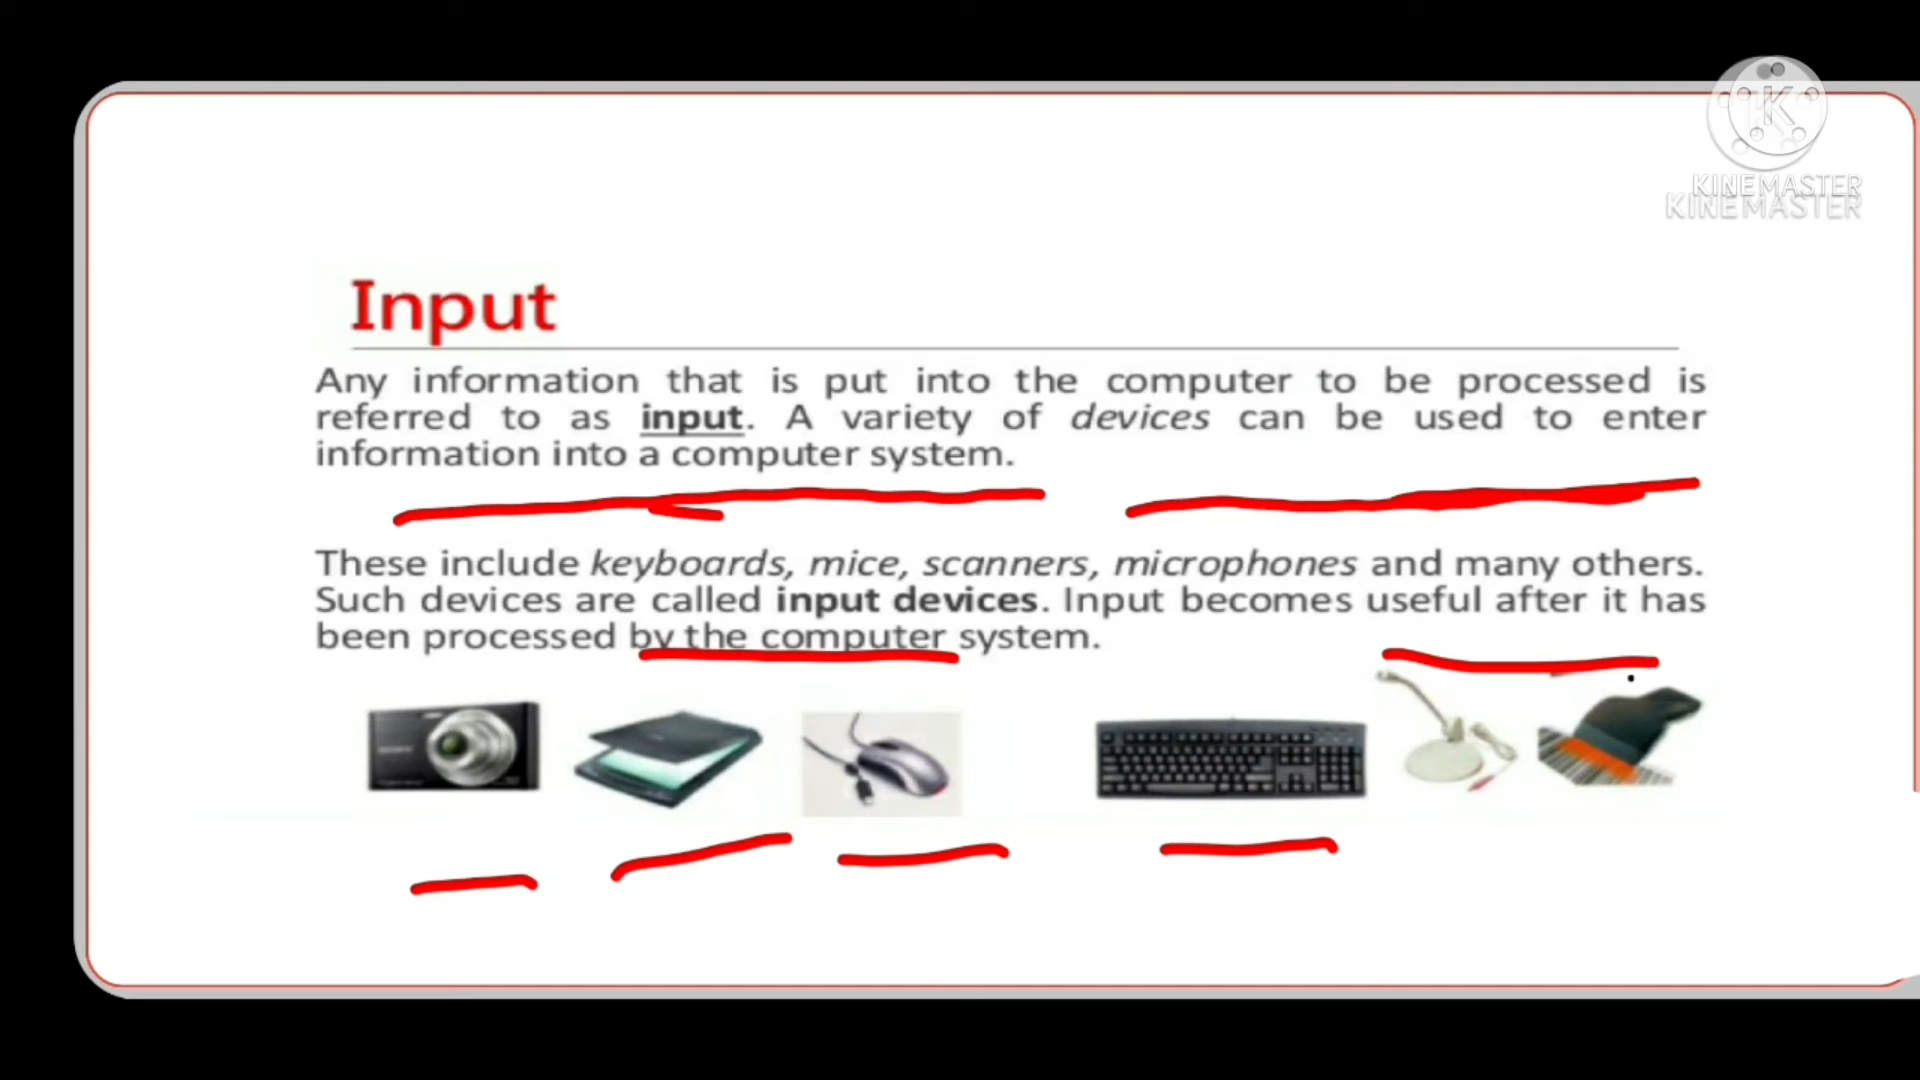 KINEMASTER
KINEMASTER
Input
Any information that is put into the computer to be processed is
referred to as input. A variety of devices can be used to enter
information into a computer system.
These include keyboards, mice, scanners, microphones and many others.
Such devices are called input devices. Input becomes useful after it has
been processed by the computer system.